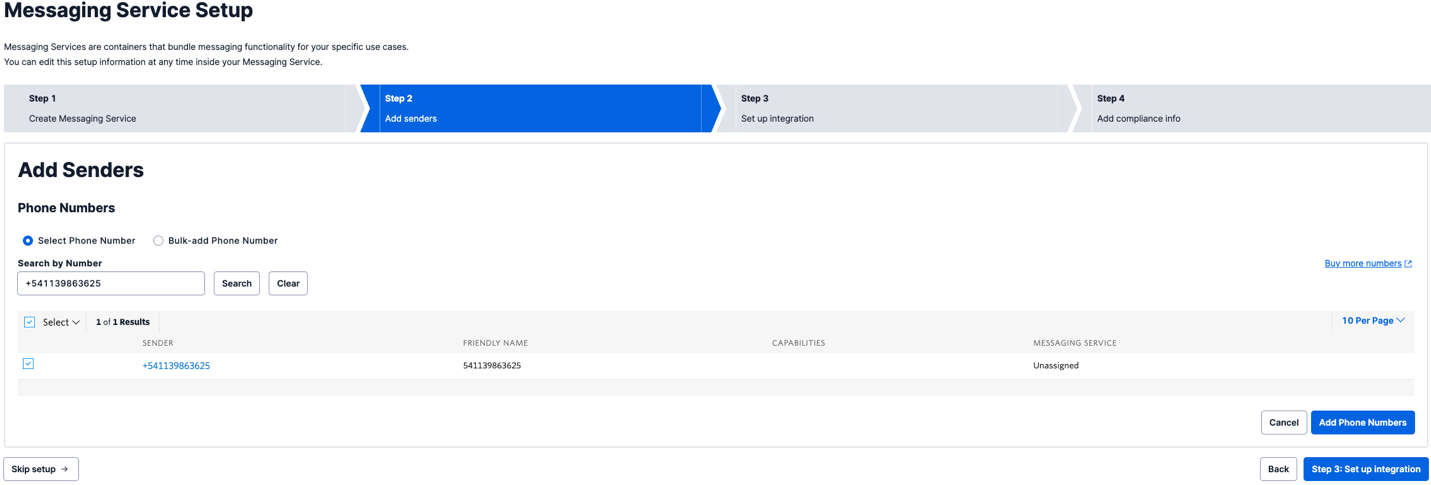 Messaging Service Setup
Messaging Services are containers that bundle messaging functionality for your specific use cases.
You can edit this setup information at any time inside your Messaging Service.
Step 1
Create Messaging Service
Step 2
Add senders
Step 3
Set up integration
Step 4
Add compliance info
Add Senders
Phone Numbers
Select Phone Number
Bulk-add Phone Number
Search by Number
Buy more numbers
+541139863625
Search
Clear
Select
1 of 1 Results
10 Per Page
SENDER
FRIENDLY NAME
CAPABILITIES
MESSAGING SERVICE
+541139863625
541139863625
Unassigned
Cancel
Add Phone Numbers
Skip setup →
Back
Step 3: Set up integration